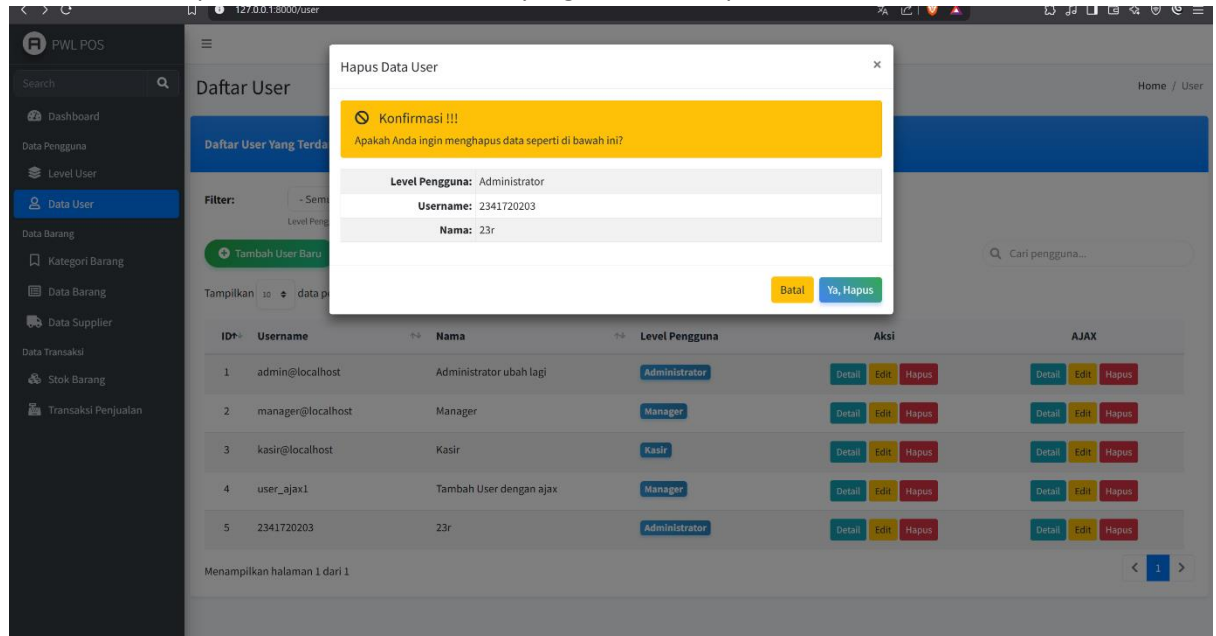 127.0.0.1:8000/user
PWL POS
Hapus Data User ×
Search
Daftar User
Home / User
Konfirmasi !!!
Apakah Anda ingin menghapus data seperti di bawah ini?
Dashboard
Data Pengguna
Daftar User Yang Terda
Level User
Level Pengguna: Administrator
Data User
Filter: - Semu
Username: 2341720203
Level Peng
Nama: 23r
Data Barang
Kategori Barang
Tambah User Baru
Cari pengguna...
Data Barang
Tampilkan 10 data pe
Batal Ya, Hapus
Data Supplier
ID Username Nama Level Pengguna Aksi AJAX
Data Transaksi
1 admin@localhost Administrator ubah lagi Administrator Detail Edit Hapus Detail Edit Hapus
Stok Barang
2 manager@localhost Manager Manager Detail Edit Hapus Detail Edit Hapus
Transaksi Penjualan
3 kasir@localhost Kasir Kasir Detail Edit Hapus Detail Edit Hapus
4 user_ajax1 Tambah User dengan ajax Manager Detail Edit Hapus Detail Edit Hapus
5 2341720203 23r Administrator Detail Edit Hapus Detail Edit Hapus
Menampilkan halaman 1 dari 1
1